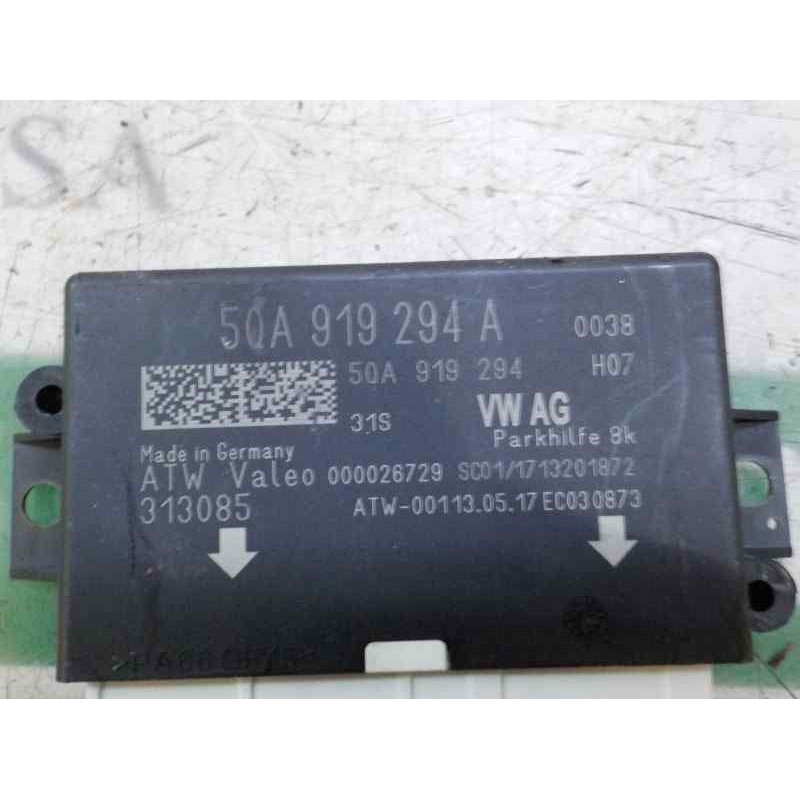 SA
5QA 919 294 A 0038
5QA 919 294 H07
31S VW AG
Parkhilfe 8k
Made in Germany
ATW Valeo 000026729 SC01/1713201872
313085 ATW-00113.05.17 EC030873